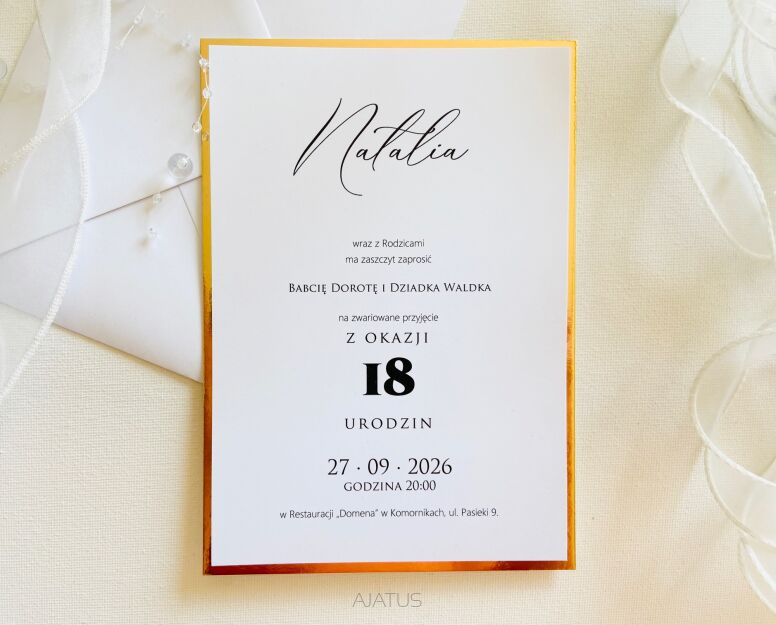 Natalia
wraz z Rodzicami
ma zaszczyt zaprosić
Babcię Dorotę i Dziadka Waldka
na zwariowane przyjęcie
Z OKAZJI
18
URODZIN
27 · 09 · 2026
GODZINA 20:00
w Restauracji „Domena" w Komornikach, ul. Pasieki 9.
AJATUS